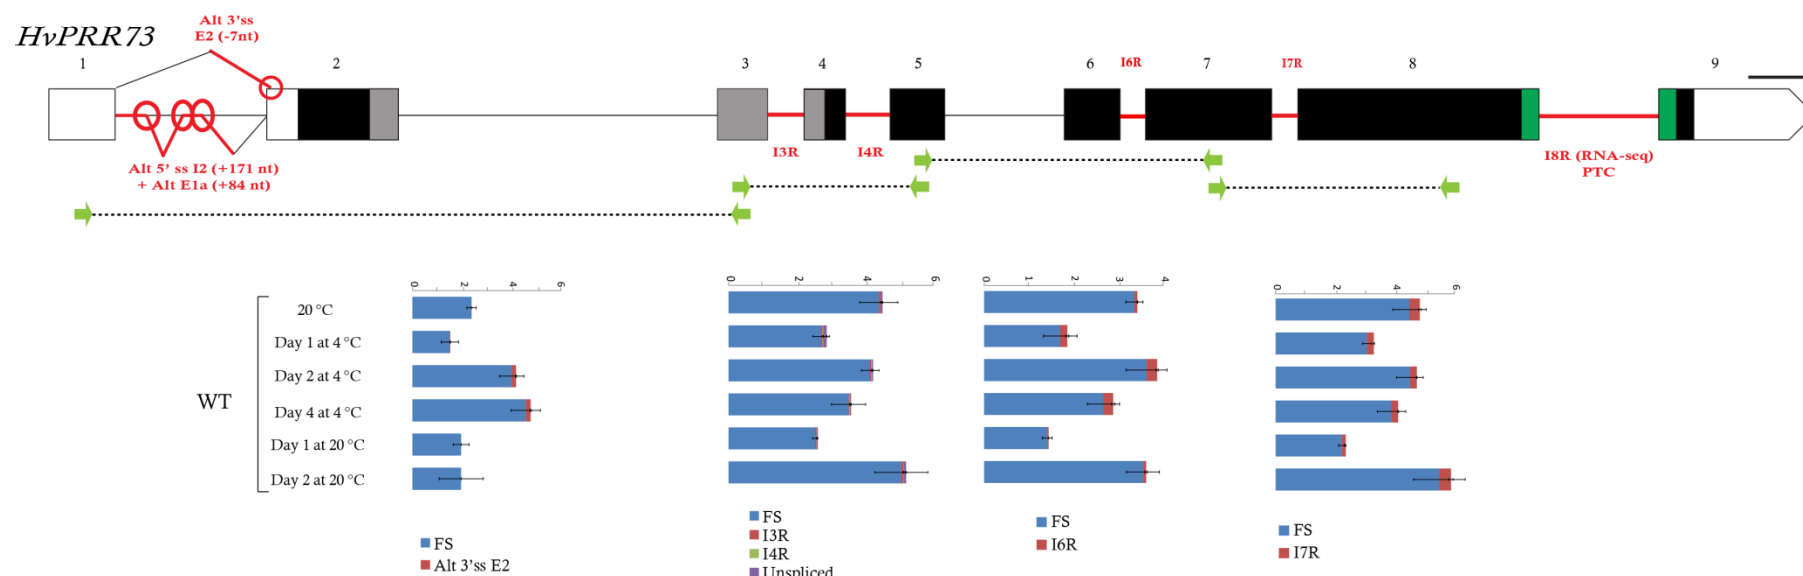 Alt 3'ss
E2 (-7nt)
HvPRR73
1 2 3 4 5 6 I6R 7 I7R 8 9
I3R I4R
Alt 5' ss I2 (+171 nt)
+ Alt E1a (+84 nt)
I8R (RNA-seq)
PTC
0 2 4 6
0 2 4 6
0 1 2 3 4
0 2 4 6
WT
20 °C
Day 1 at 4 °C
Day 2 at 4 °C
Day 4 at 4 °C
Day 1 at 20 °C
Day 2 at 20 °C
FS
Alt 3'ss E2
FS
I3R
I4R
Unspliced
FS
I6R
FS
I7R